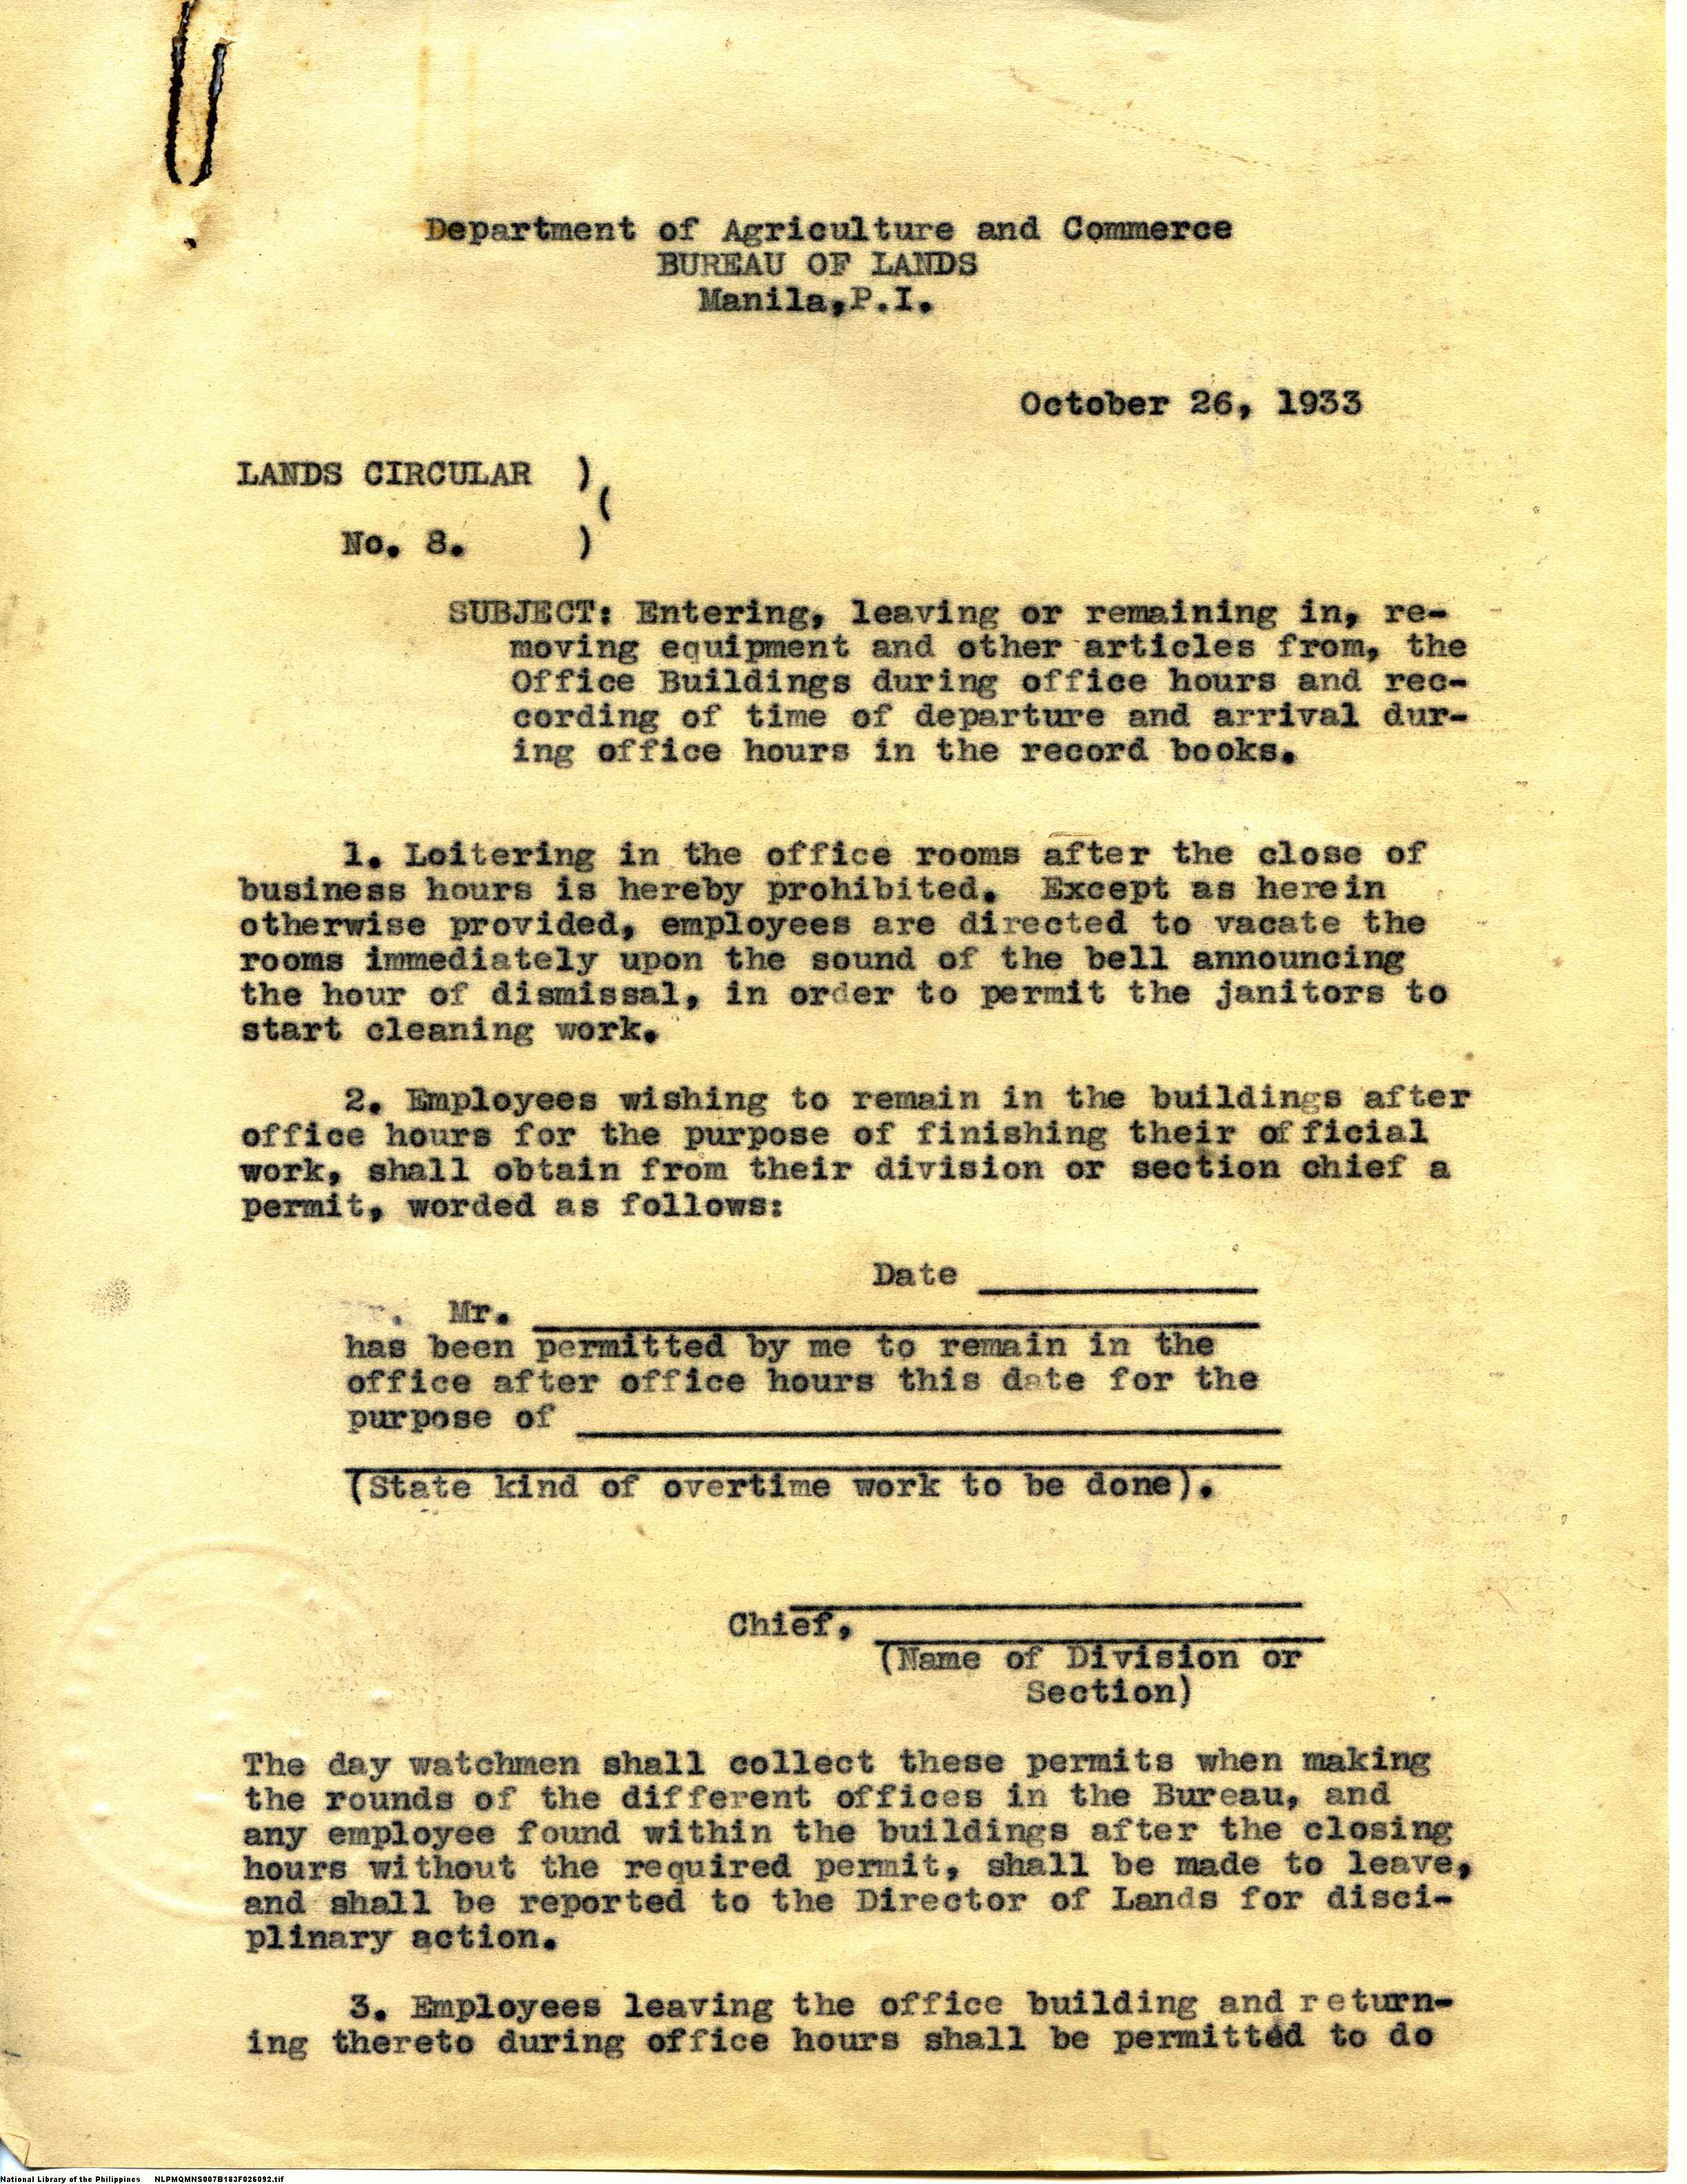 Department of Agriculture and Commerce
BUREAU OF LANDS
Manila,P.I.
October 26, 1933
LANDS CIRCULAR )
(
No. 8. )
SUBJECT: Entering, leaving or remaining in, re-
moving equipment and other articles from, the
Office Buildings during office hours and rec-
cording of time of departure and arrival dur-
ing office hours in the record books.
1. Loitering in the office rooms after the close of
business hours is hereby prohibited. Except as herein
otherwise provided, employees are directed to vacate the
rooms immediately upon the sound of the bell announcing
the hour of dismissal, in order to permit the janitors to
start cleaning work.
2. Employees wishing to remain in the buildings after
office hours for the purpose of finishing their official
work, shall obtain from their division or section chief a
permit, worded as follows:
Date ____________
Mr. ____________
has been permitted by me to remain in the
office after office hours this date for the
purpose of ____________
____________
(State kind of overtime work to be done).
____________
Chief, ____________
(Name of Division or
Section)
The day watchmen shall collect these permits when making
the rounds of the different offices in the Bureau, and
any employee found within the buildings after the closing
hours without the required permit, shall be made to leave,
and shall be reported to the Director of Lands for disci-
plinary action.
3. Employees leaving the office building and return-
ing thereto during office hours shall be permitted to do
National Library of the Philippines NLPMQMNS007B183F026092.tif